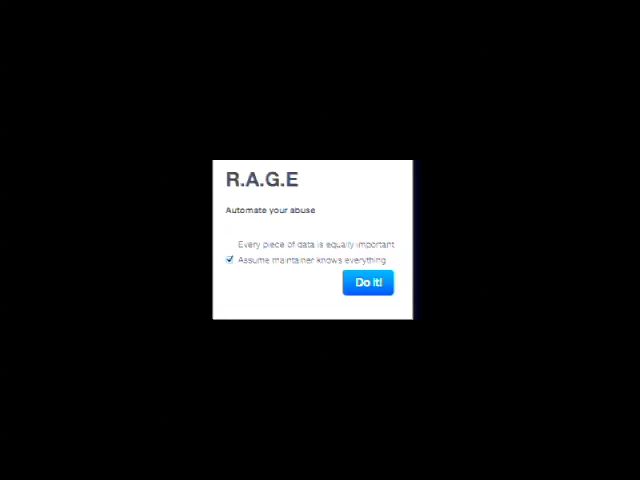 R.A.G.E
Automate your abuse
Every piece of data is equally important
Assume maintainer knows everything
Do it!